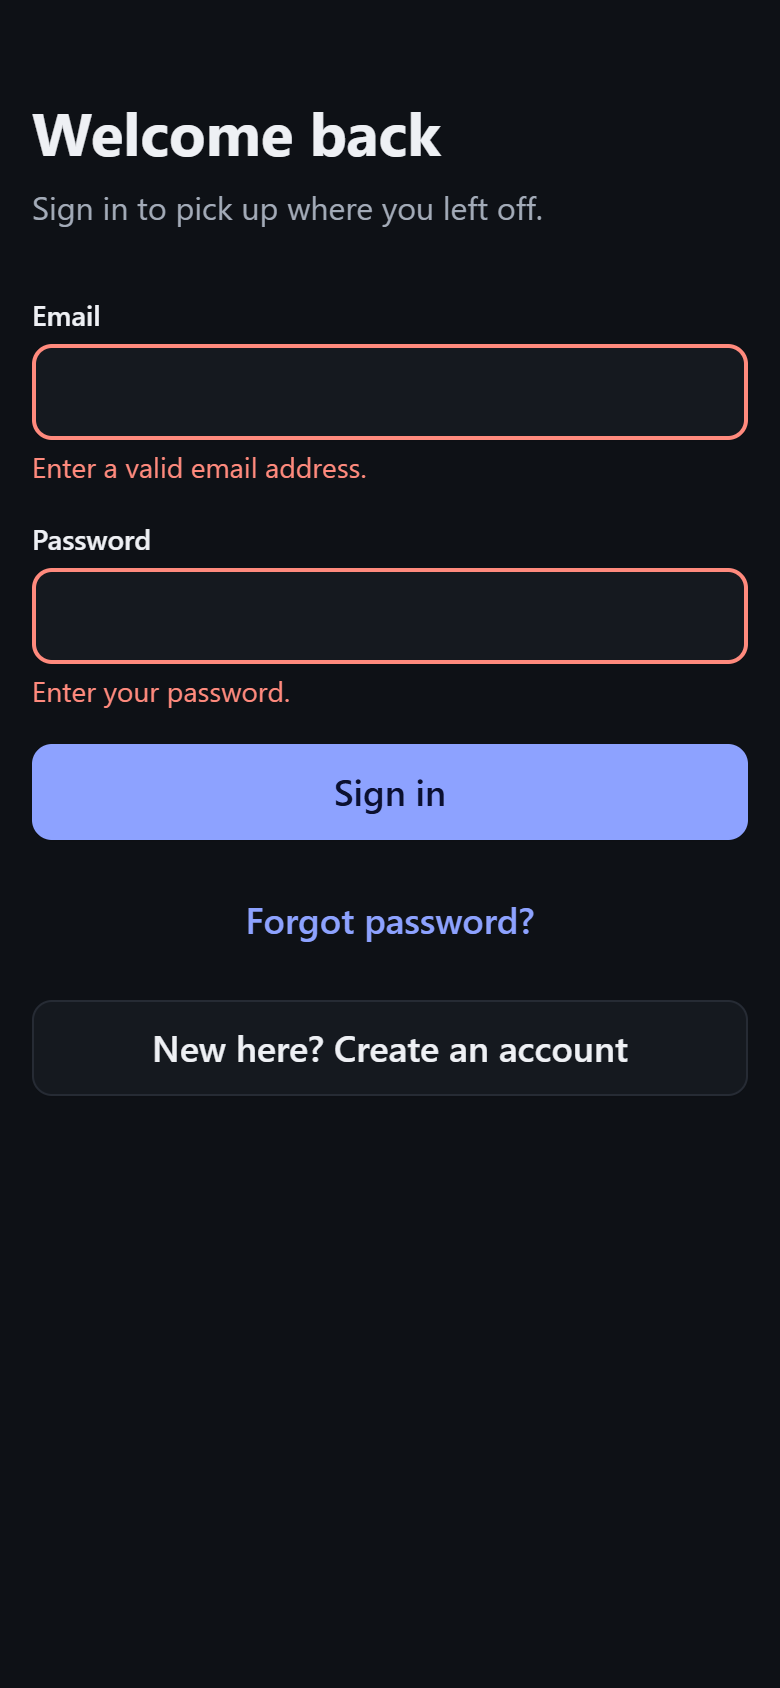 Welcome back
Sign in to pick up where you left off.
Email
Enter a valid email address.
Password
Enter your password.
Sign in
Forgot password?
New here? Create an account